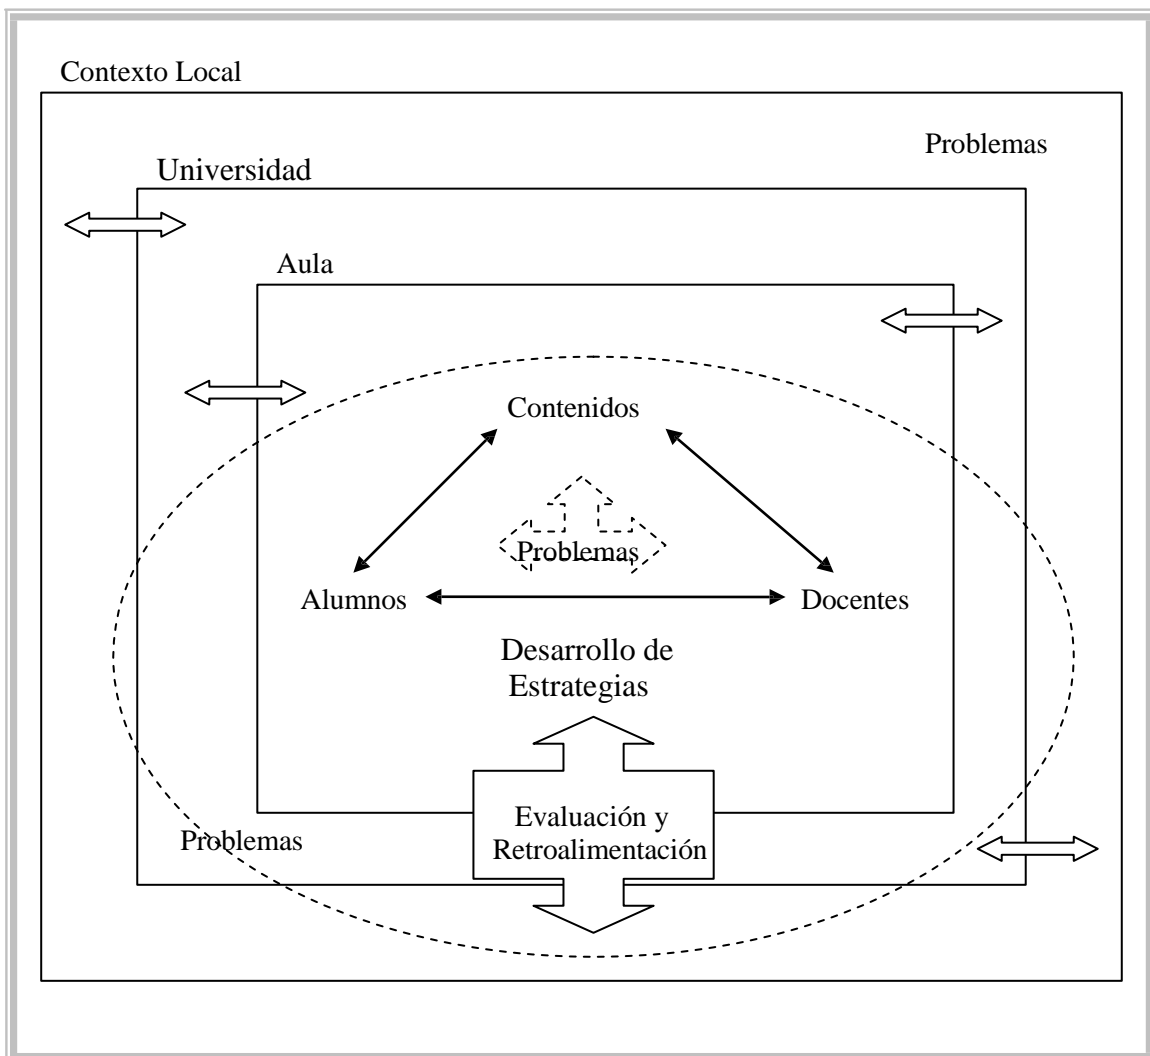 Contexto Local
Problemas
Universidad
Aula
Contenidos
Problemas
Alumnos
Docentes
Desarrollo de
Estrategias
Evaluación y
Retroalimentación
Problemas